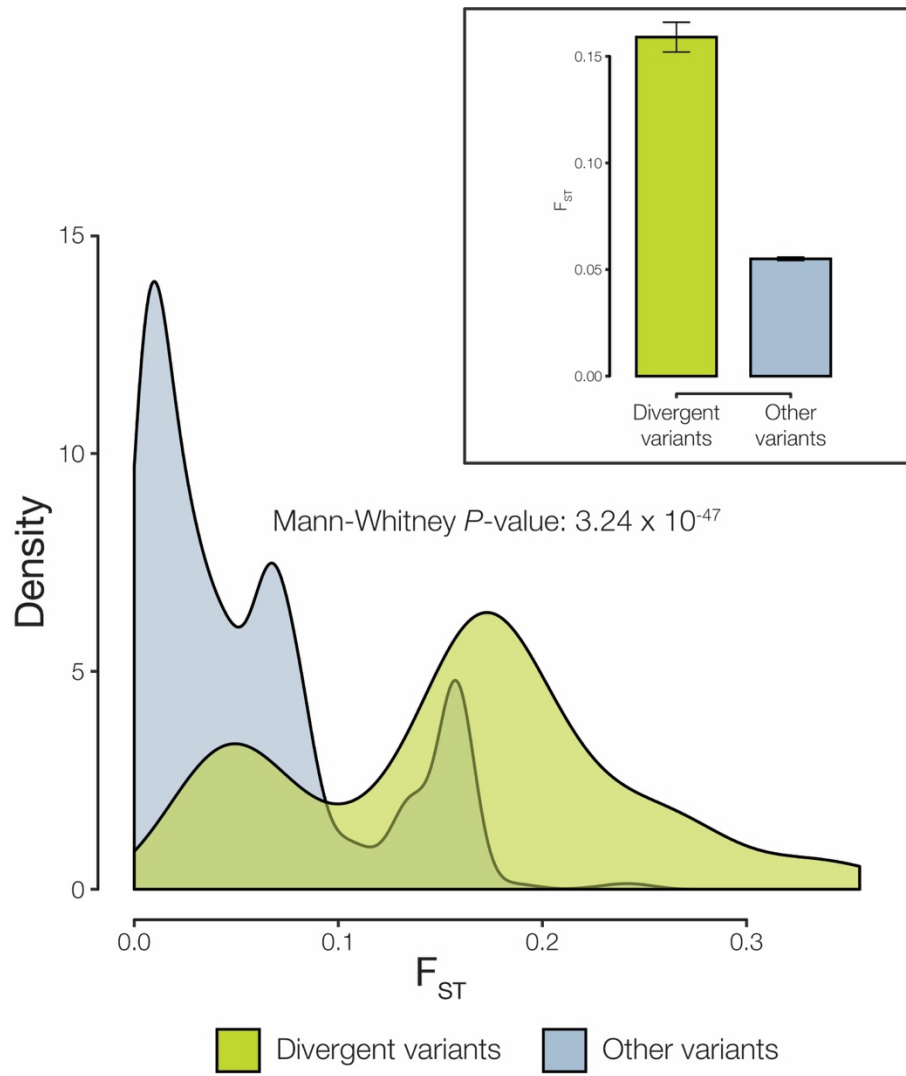 0.15
0.10
0.05
0.00
F_ST
Divergent variants
Other variants
15
10
5
0
Density
Mann-Whitney P-value: 3.24 x 10^-47
0.0 0.1 0.2 0.3
F_ST
Divergent variants Other variants